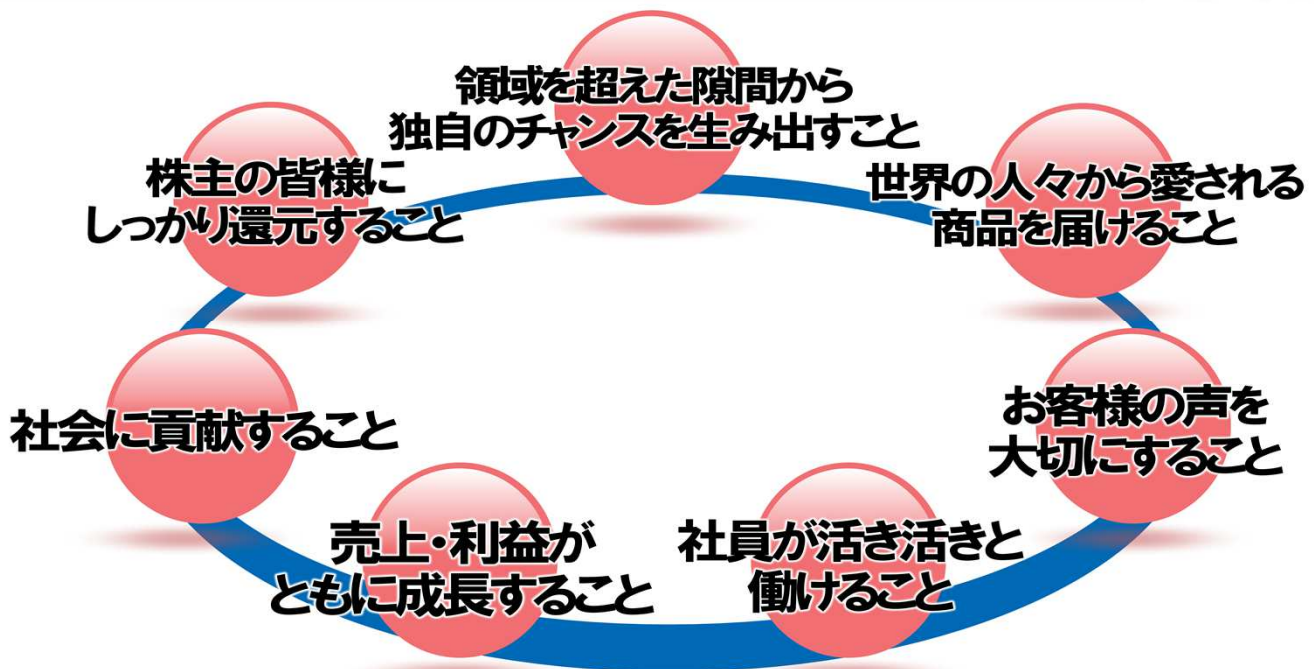 領域を超えた隙間から
独自のチャンスを生み出すこと
世界の人々から愛される
商品を届けること
お客様の声を
大切にすること
社員が活き活きと
働けること
売上・利益が
ともに成長すること
社会に貢献すること
株主の皆様に
しっかり還元すること